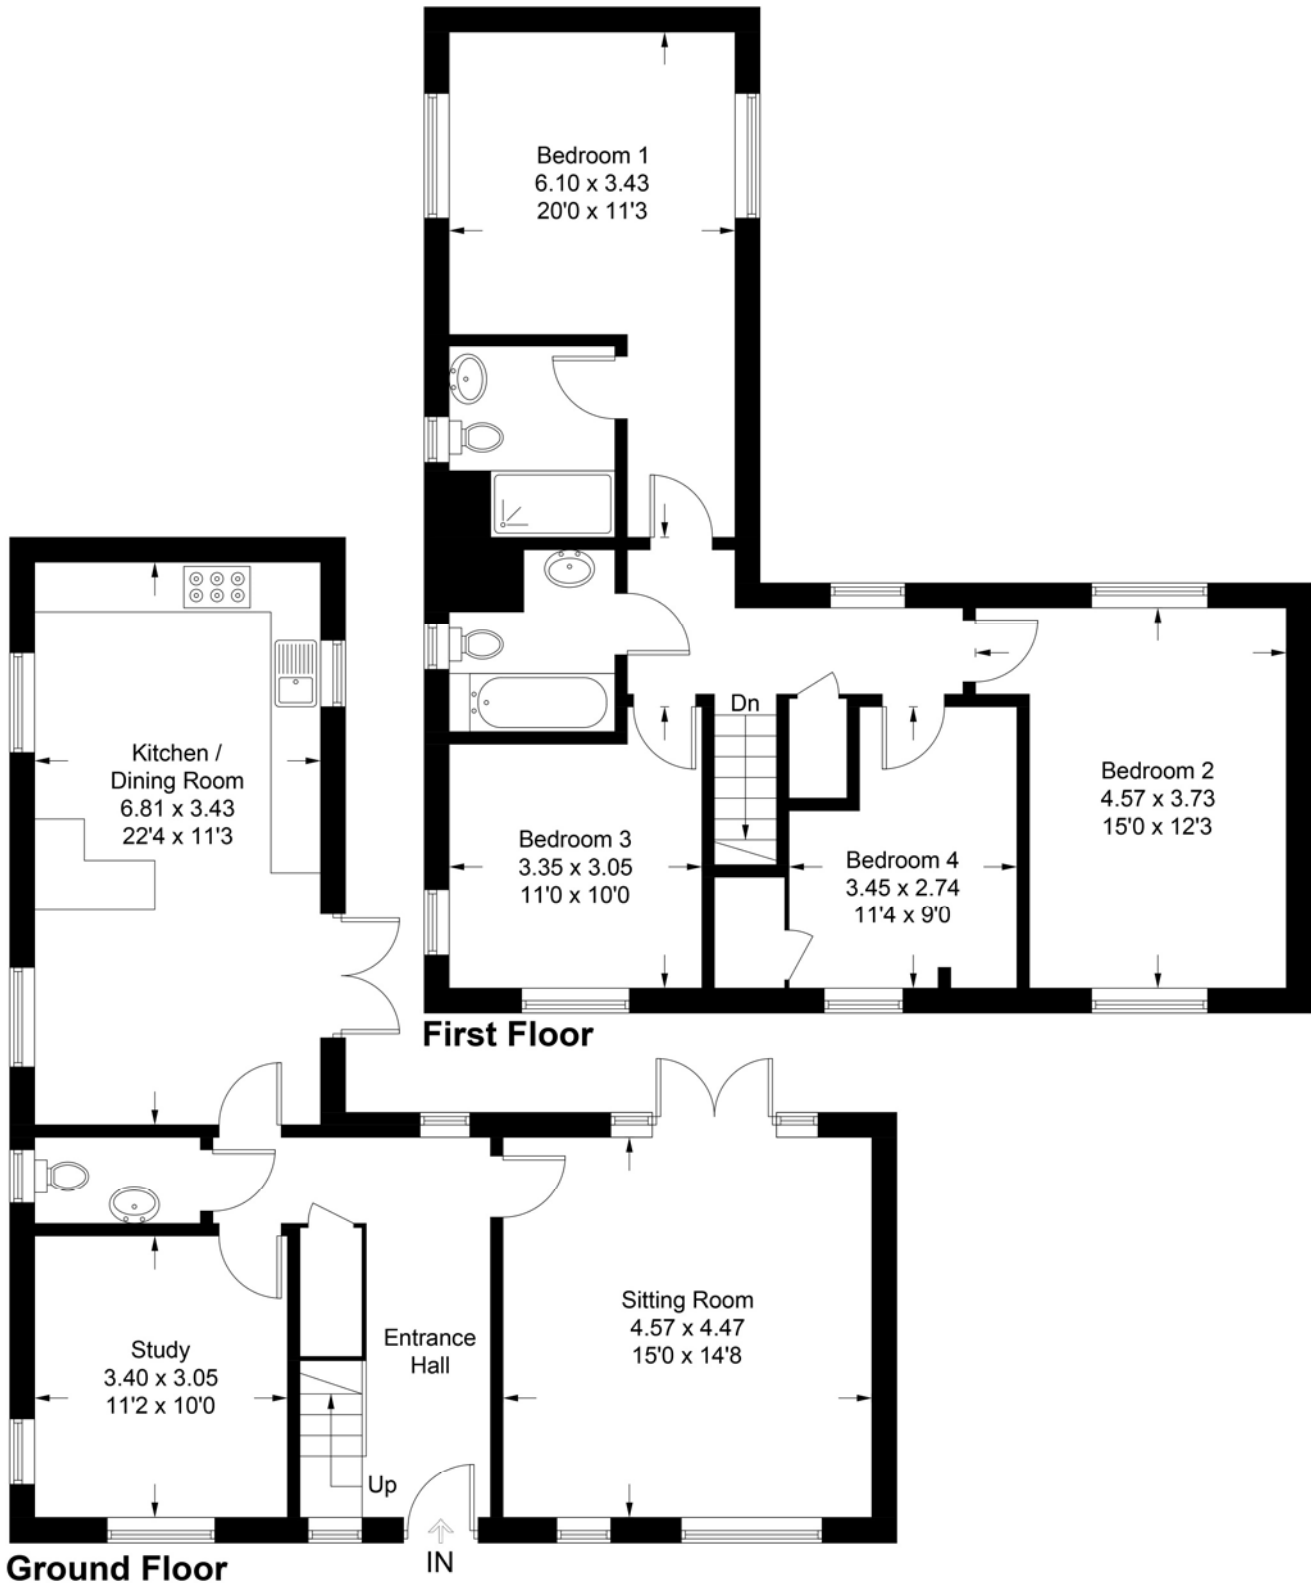 Bedroom 1
6.10 x 3.43
20'0 x 11'3
Dn
Bedroom 2
4.57 x 3.73
15'0 x 12'3
Bedroom 3
3.35 x 3.05
11'0 x 10'0
Bedroom 4
3.45 x 2.74
11'4 x 9'0
First Floor
Kitchen /
Dining Room
6.81 x 3.43
22'4 x 11'3
Sitting Room
4.57 x 4.47
15'0 x 14'8
Entrance
Hall
Study
3.40 x 3.05
11'2 x 10'0
Up
IN
Ground Floor